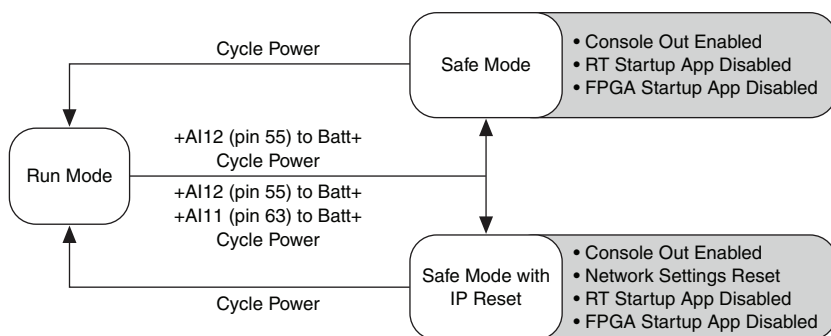 Cycle Power
Safe Mode
• Console Out Enabled
• RT Startup App Disabled
• FPGA Startup App Disabled
Run Mode
+AI12 (pin 55) to Batt+
Cycle Power
+AI12 (pin 55) to Batt+
+AI11 (pin 63) to Batt+
Cycle Power
Cycle Power
Safe Mode with
IP Reset
• Console Out Enabled
• Network Settings Reset
• RT Startup App Disabled
• FPGA Startup App Disabled